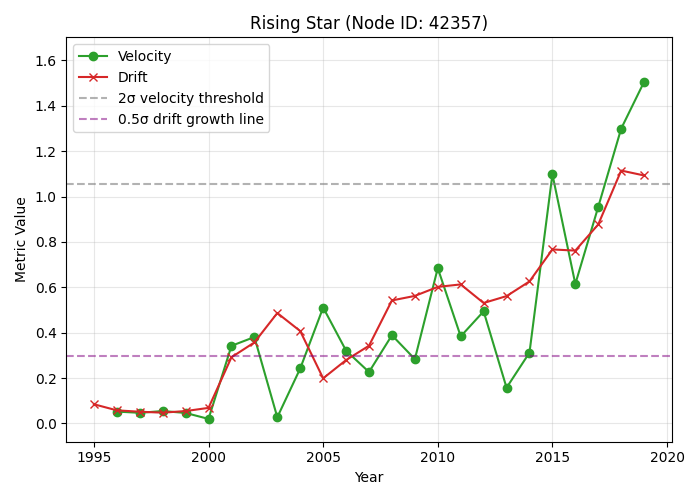 Rising Star (Node ID: 42357)
Velocity
Drift
2σ velocity threshold
0.5σ drift growth line
Metric Value
1.6
1.4
1.2
1.0
0.8
0.6
0.4
0.2
0.0
1995 2000 2005 2010 2015 2020
Year